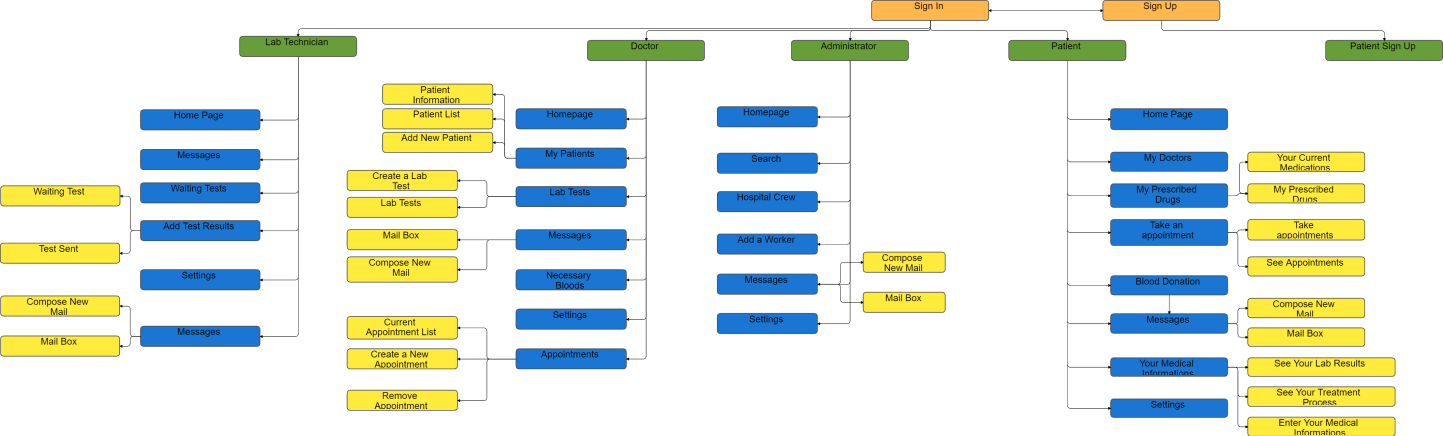 Sign In
Sign Up
Lab Technician
Doctor
Administrator
Patient
Patient Sign Up
Home Page
Messages
Waiting Tests
Add Test Results
Settings
Messages
Waiting Test
Test Sent
Compose New
Mail
Mail Box
Patient
Information
Patient List
Add New Patient
Create a Lab
Test
Lab Tests
Mail Box
Compose New
Mail
Current
Appointment List
Create a New
Appointment
Remove
Appointment
Homepage
My Patients
Lab Tests
Messages
Necessary
Bloods
Settings
Appointments
Homepage
Search
Hospital Crew
Add a Worker
Messages
Settings
Compose
New Mail
Mail Box
Home Page
My Doctors
My Prescribed
Drugs
Take an
appointment
Blood Donation
Messages
Your Medical
Informations
Settings
Your Current
Medications
My Prescribed
Drugs
Take
appointments
See Appointments
Compose New
Mail
Mail Box
See Your Lab Results
See Your Treatment
Process
Enter Your Medical
Informations